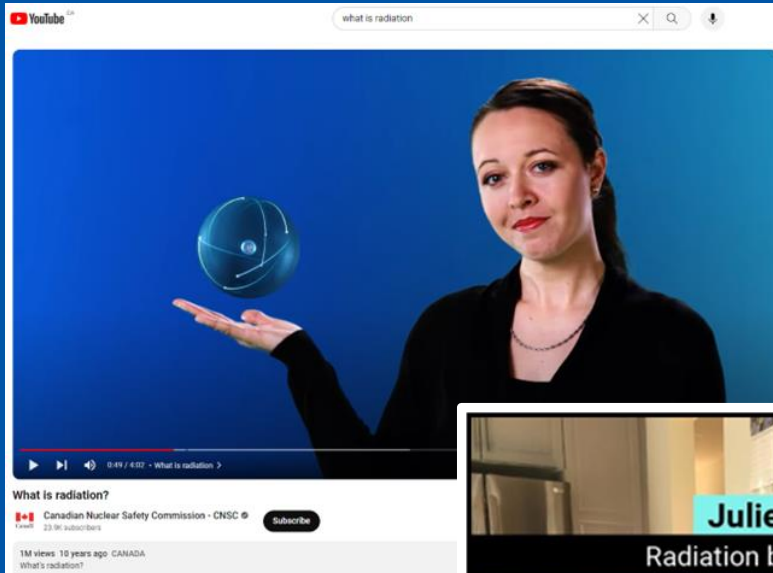 YouTube CA
what is radiation
0:49 / 4:02 • What is radiation >
What is radiation?
Canadian Nuclear Safety Commission - CNSC
23.9K subscribers
Subscribe
1M views 10 years ago CANADA
What's radiation?
Julie
Radiation b